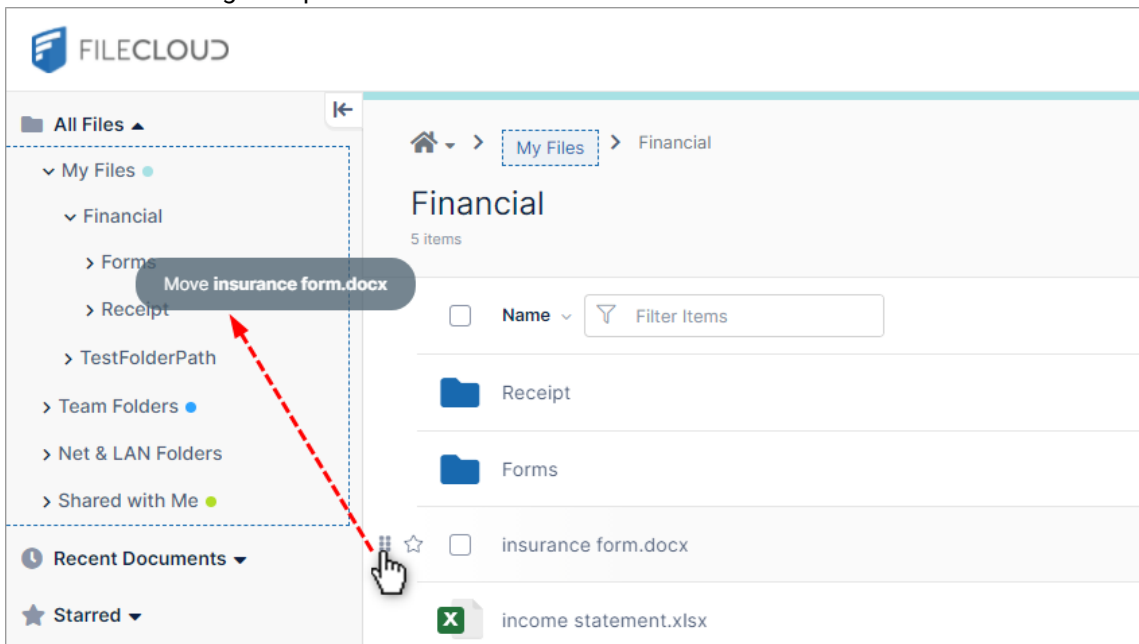 FILECLOUD
All Files
My Files
Financial
Forms
Receipt
TestFolderPath
Team Folders
Net & LAN Folders
Shared with Me
Recent Documents
Starred
Move insurance form.docx
My Files > Financial
Financial
5 items
Name
Filter Items
Receipt
Forms
insurance form.docx
income statement.xlsx